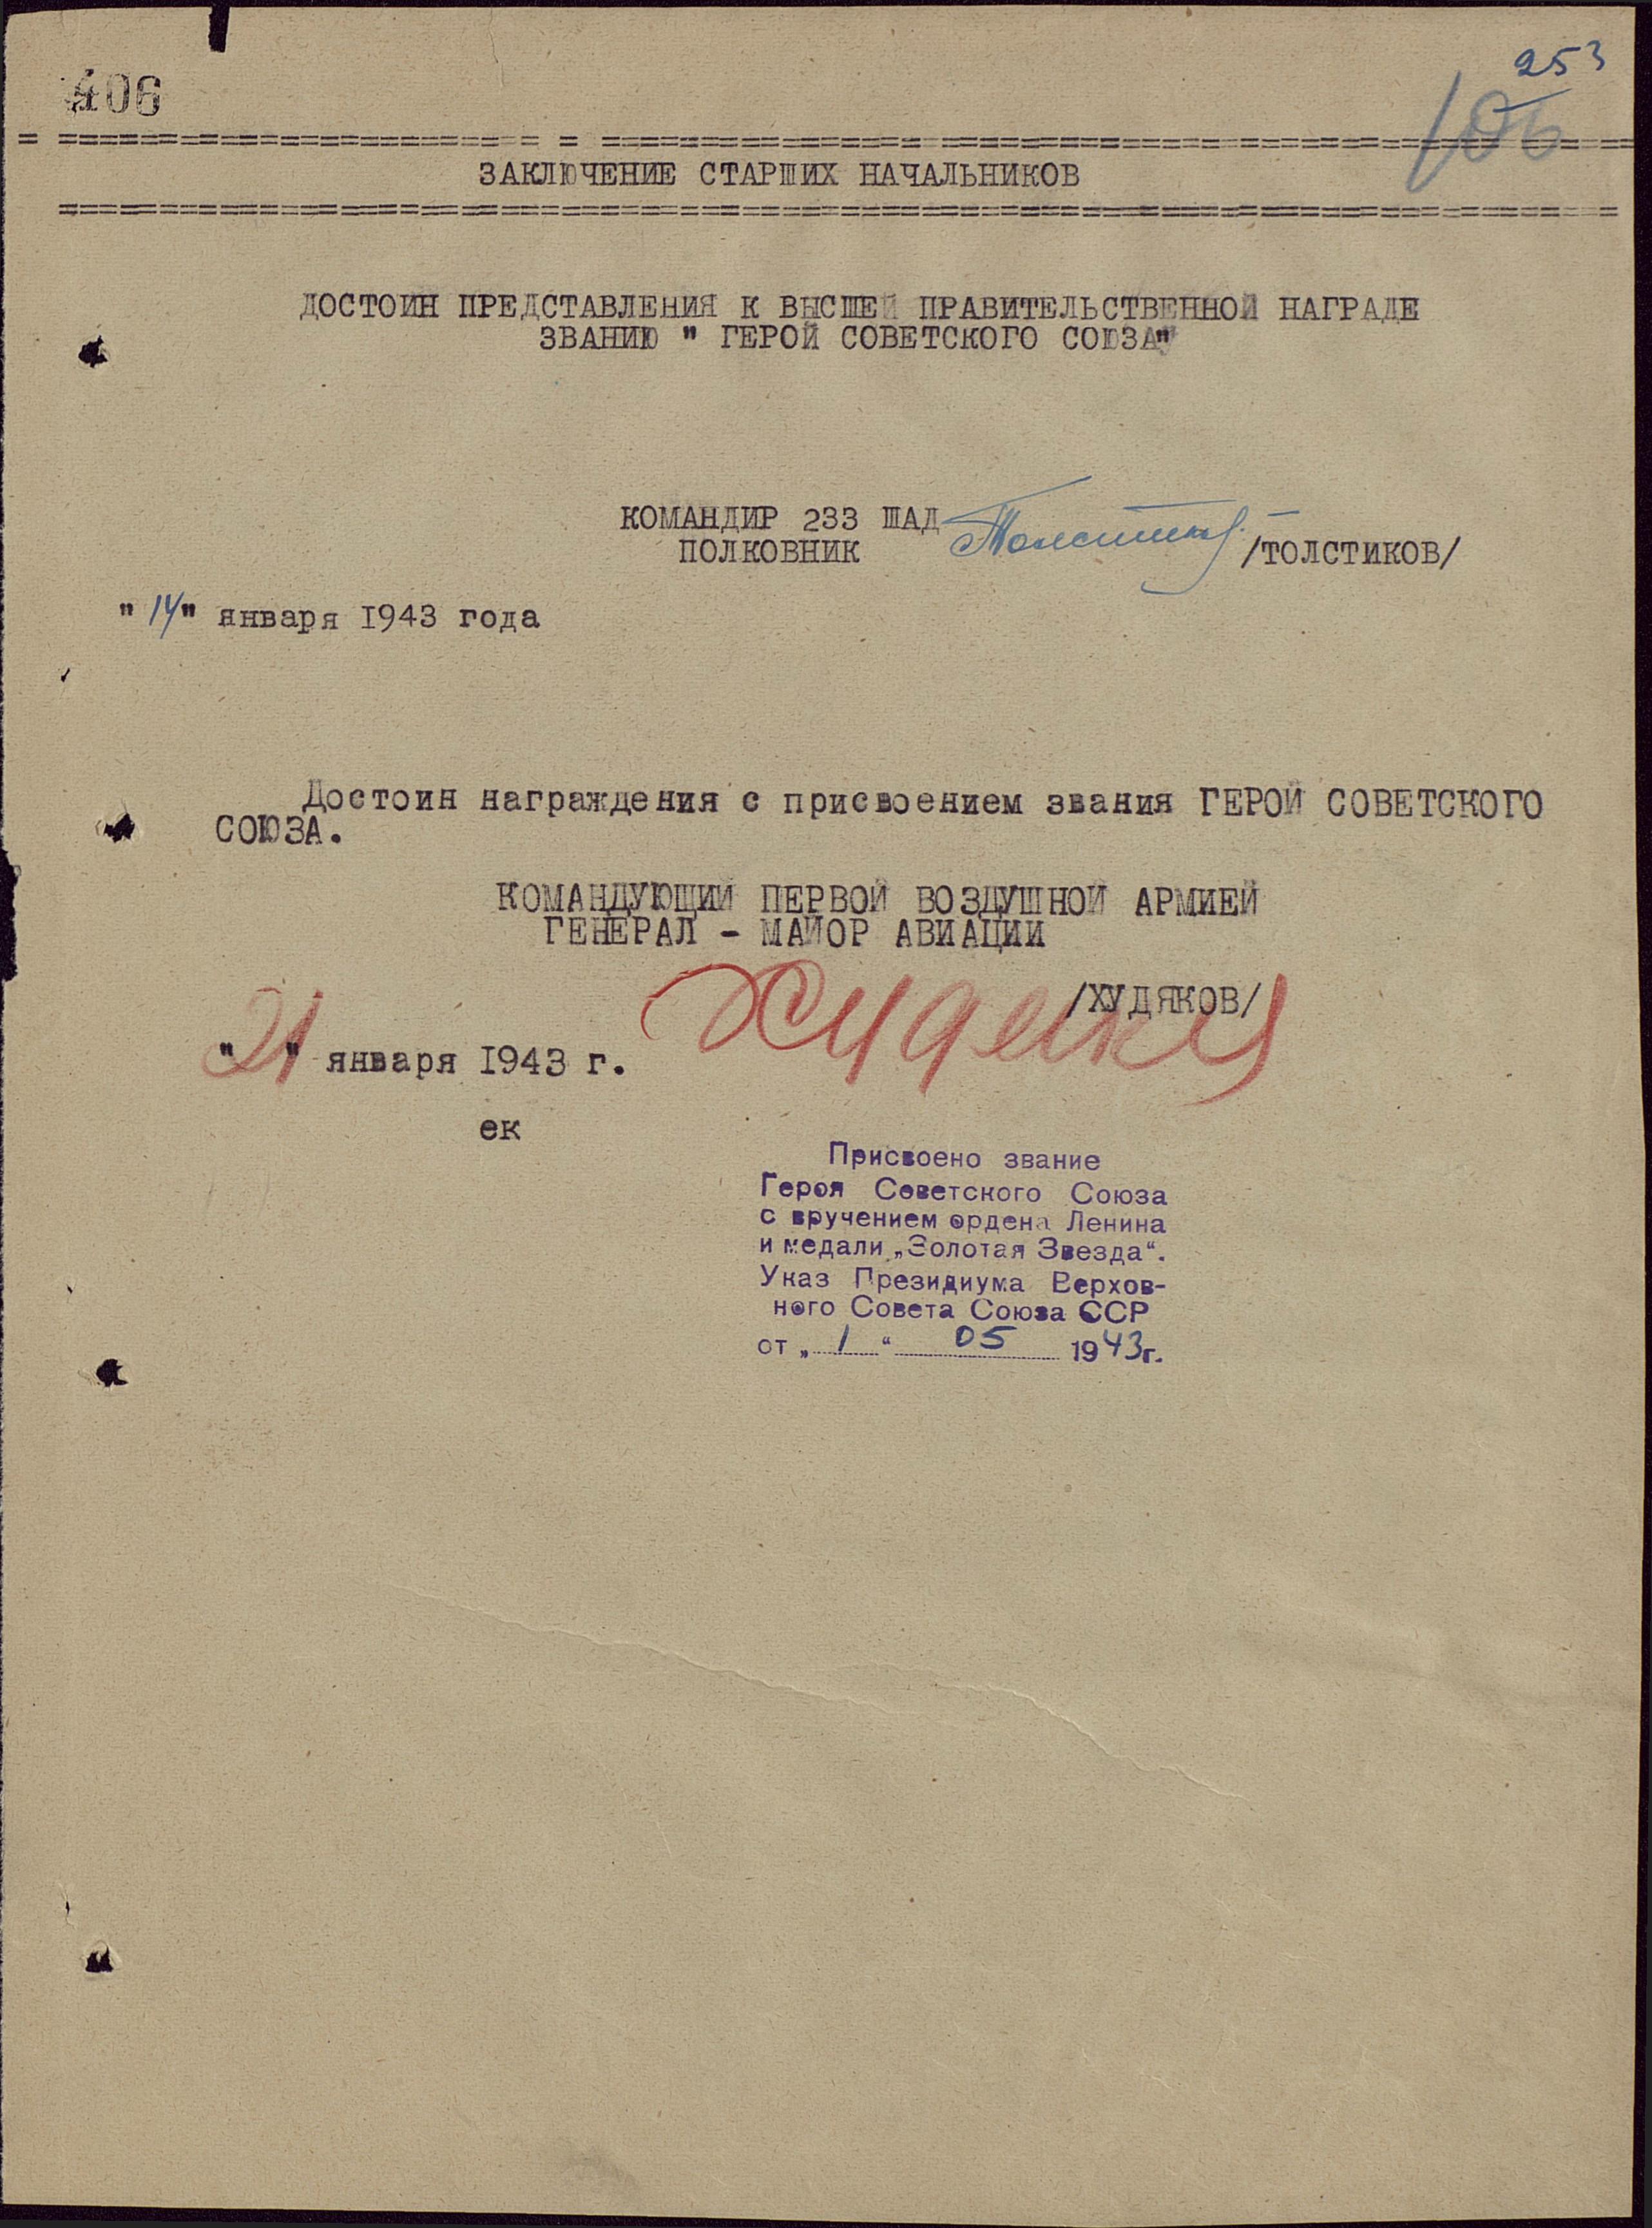 406
253
106
= ======================== = ====================================================
ЗАКЛЮЧЕНИЕ СТАРШИХ НАЧАЛЬНИКОВ
==============================================================================
ДОСТОИН ПРЕДСТАВЛЕНИЯ К ВЫСШЕЙ ПРАВИТЕЛЬСТВЕННОЙ НАГРАДЕ
ЗВАНИЮ " ГЕРОЙ СОВЕТСКОГО СОЮЗА"
КОМАНДИР 233 ШАД
ПОЛКОВНИК Толстиков /ТОЛСТИКОВ/
"14" января 1943 года
Достоин награждения с присвоением звания ГЕРОЙ СОВЕТСКОГО
СОЮЗА.
КОМАНДУЮЩИЙ ПЕРВОЙ ВОЗДУШНОЙ АРМИЕЙ
ГЕНЕРАЛ - МАЙОР АВИАЦИИ
Худяков /ХУДЯКОВ/
"21" января 1943 г.
ек
Присвоено звание
Героя Советского Союза
с вручением ордена Ленина
и медали „Золотая Звезда“.
Указ Президиума Верхов-
ного Совета Союза ССР
от „1“ 05 1943г.